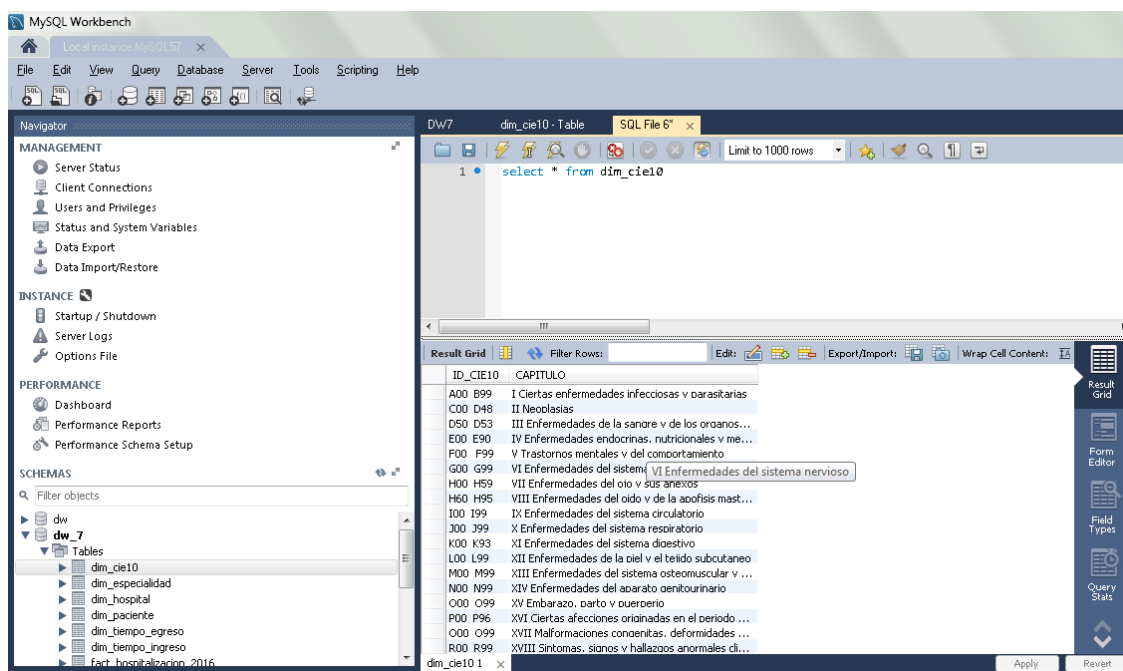 MySQL Workbench
Local instance MySQL57
File Edit View Query Database Server Tools Scripting Help
Navigator
MANAGEMENT
Server Status
Client Connections
Users and Privileges
Status and System Variables
Data Export
Data Import/Restore
INSTANCE
Startup / Shutdown
Server Logs
Options File
PERFORMANCE
Dashboard
Performance Reports
Performance Schema Setup
SCHEMAS
Filter objects
dw
dw_7
Tables
dim_cie10
dim_especialidad
dim_hospital
dim_paciente
dim_tiempo_egreso
dim_tiempo_ingreso
fact_hospitalizacion_2016
DW7 dim_cie10 - Table SQL File 6*
Limit to 1000 rows
1 select * from dim_cie10
Result Grid Filter Rows: Edit: Export/Import: Wrap Cell Content:
ID_CIE10 CAPITULO
A00 B99 I Ciertas enfermedades infecciosas y parasitarias
C00 D48 II Neoplasias
D50 D53 III Enfermedades de la sangre y de los organos...
E00 E90 IV Enfermedades endocrinas, nutricionales y me...
F00 F99 V Trastornos mentales y del comportamiento
G00 G99 VI Enfermedades del sistema
VI Enfermedades del sistema nervioso
H00 H59 VII Enfermedades del ojo y sus anexos
H60 H95 VIII Enfermedades del oido y de la apofisis mast...
I00 I99 IX Enfermedades del sistema circulatorio
J00 J99 X Enfermedades del sistema respiratorio
K00 K93 XI Enfermedades del sistema digestivo
L00 L99 XII Enfermedades de la piel y el tejido subcutaneo
M00 M99 XIII Enfermedades del sistema osteomuscular y ...
N00 N99 XIV Enfermedades del aparato genitourinario
O00 O99 XV Embarazo, parto y puerperio
P00 P96 XVI Ciertas afecciones originadas en el periodo ...
O00 O99 XVII Malformaciones congenitas, deformidades ...
R00 R99 XVIII Sintomas, signos y hallazgos anormales cli...
Result Grid
Form Editor
Field Types
Query Stats
dim_cie10 1
Apply Revert